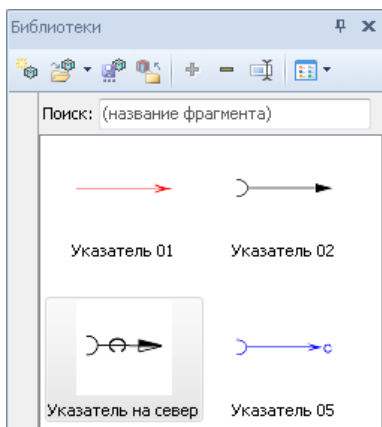 Библиотеки
Поиск: (название фрагмента)
Указатель 01
Указатель 02
Указатель на север
Указатель 05